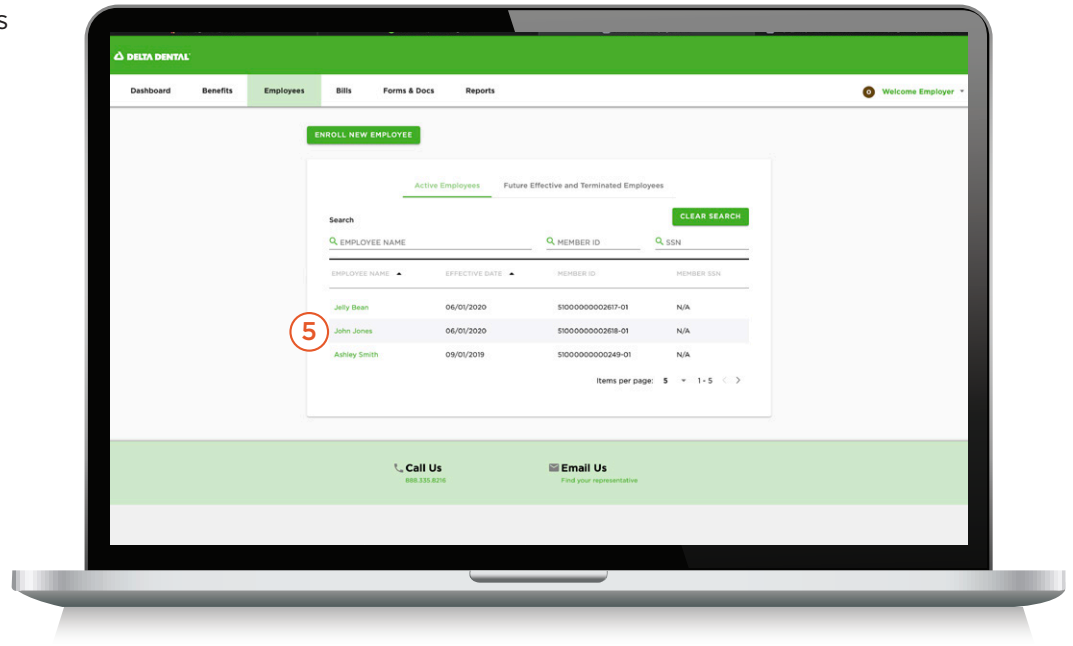 s
DELTA DENTAL
Dashboard Benefits Employees Bills Forms & Docs Reports Welcome Employer
ENROLL NEW EMPLOYEE
Active Employees Future Effective and Terminated Employees
Search CLEAR SEARCH
EMPLOYEE NAME MEMBER ID SSN
EMPLOYEE NAME EFFECTIVE DATE MEMBER ID MEMBER SSN
Jelly Bean 06/01/2020 51000000002617-01 N/A
5 John Jones 06/01/2020 51000000002618-01 N/A
Ashley Smith 09/01/2019 51000000000249-01 N/A
Items per page: 5 1 - 5
Call Us Email Us
888.335.8216 Find your representative